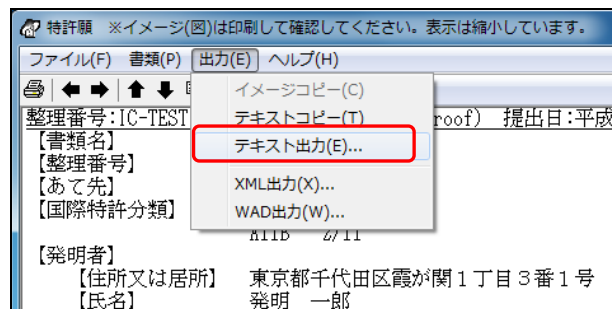 特許願　※イメージ(図)は印刷して確認してください。表示は縮小しています。
ファイル(F) 書類(P) 出力(E) ヘルプ(H)
イメージコピー(C)
テキストコピー(T)
テキスト出力(E)...
XML出力(X)...
WAD出力(W)...
整理番号:IC-TEST roof) 提出日:平成
【書類名】
【整理番号】
【あて先】
【国際特許分類】
A11B 2/11
【発明者】
【住所又は居所】 東京都千代田区霞が関1丁目3番1号
【氏名】 発明 一郎